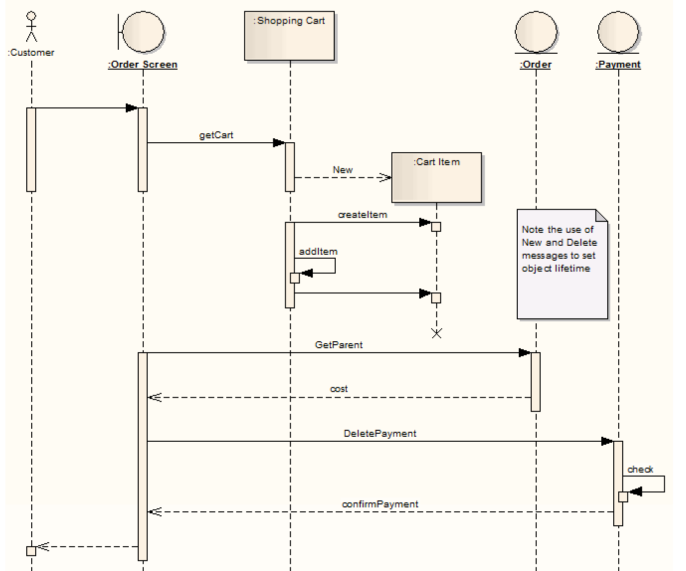 :Customer
:Order Screen
:Shopping Cart
:Order
:Payment
getCart
New
:Cart Item
createItem
addItem
Note the use of
New and Delete
messages to set
object lifetime
GetParent
cost
DeletePayment
check
confirmPayment